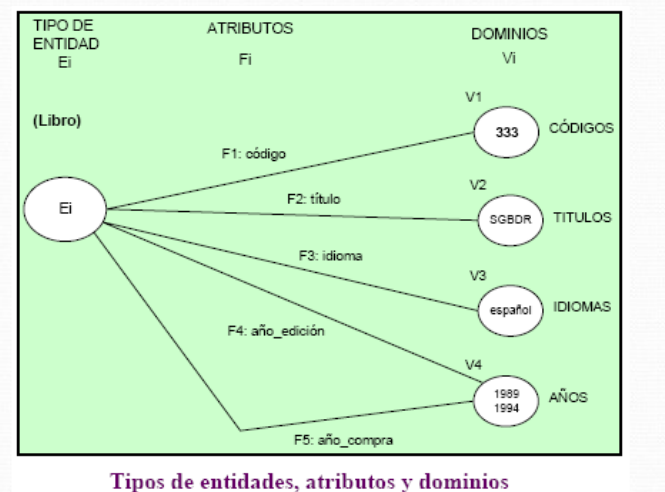 TIPO DE
ENTIDAD
Ei
ATRIBUTOS
Fi
DOMINIOS
Vi
(Libro)
Ei
F1: código
V1
333
CÓDIGOS
F2: título
V2
SGBDR
TITULOS
F3: idioma
V3
español
IDIOMAS
F4: año_edición
V4
1989
1994
AÑOS
F5: año_compra
Tipos de entidades, atributos y dominios